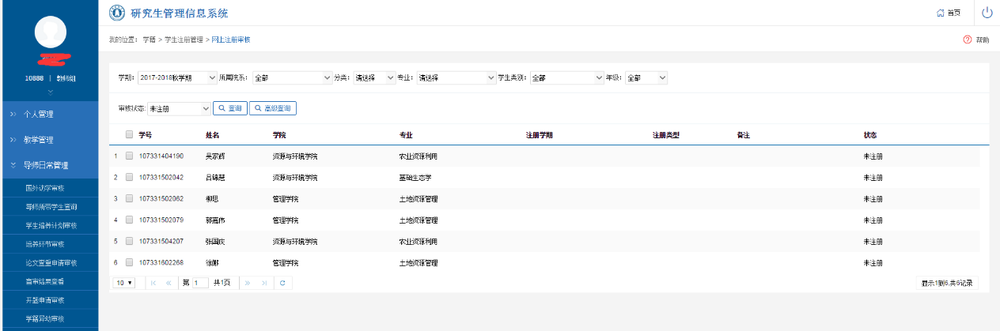 研究生管理信息系统
首页
我的位置： 学籍 > 学生注册管理 > 网上注册审核
帮助
10888 | 教师组
个人管理
教学管理
导师日常管理
国外访学审核
导师所带学生查询
学生培养计划审核
培养环节审核
论文查重申请审核
盲审结果查看
开题申请审核
学籍异动审核
学期： 2017-2018秋学期 所属院系： 全部 分类： 请选择 专业： 请选择 学生类别： 全部 年级： 全部
审核状态: 未注册 查询 高级查询
学号 姓名 学院 专业 注册学期 注册类型 备注 状态
1 107331404190 吴家辉 资源与环境学院 农业资源利用 未注册
2 107331502042 吕锦慧 资源与环境学院 基础生态学 未注册
3 107331502062 柳思 管理学院 土地资源管理 未注册
4 107331502079 郭嘉伟 管理学院 土地资源管理 未注册
5 107331504207 张国庆 资源与环境学院 农业资源利用 未注册
6 107331602268 徐娜 管理学院 土地资源管理 未注册
10 第 1 共1页
显示1到6,共6记录